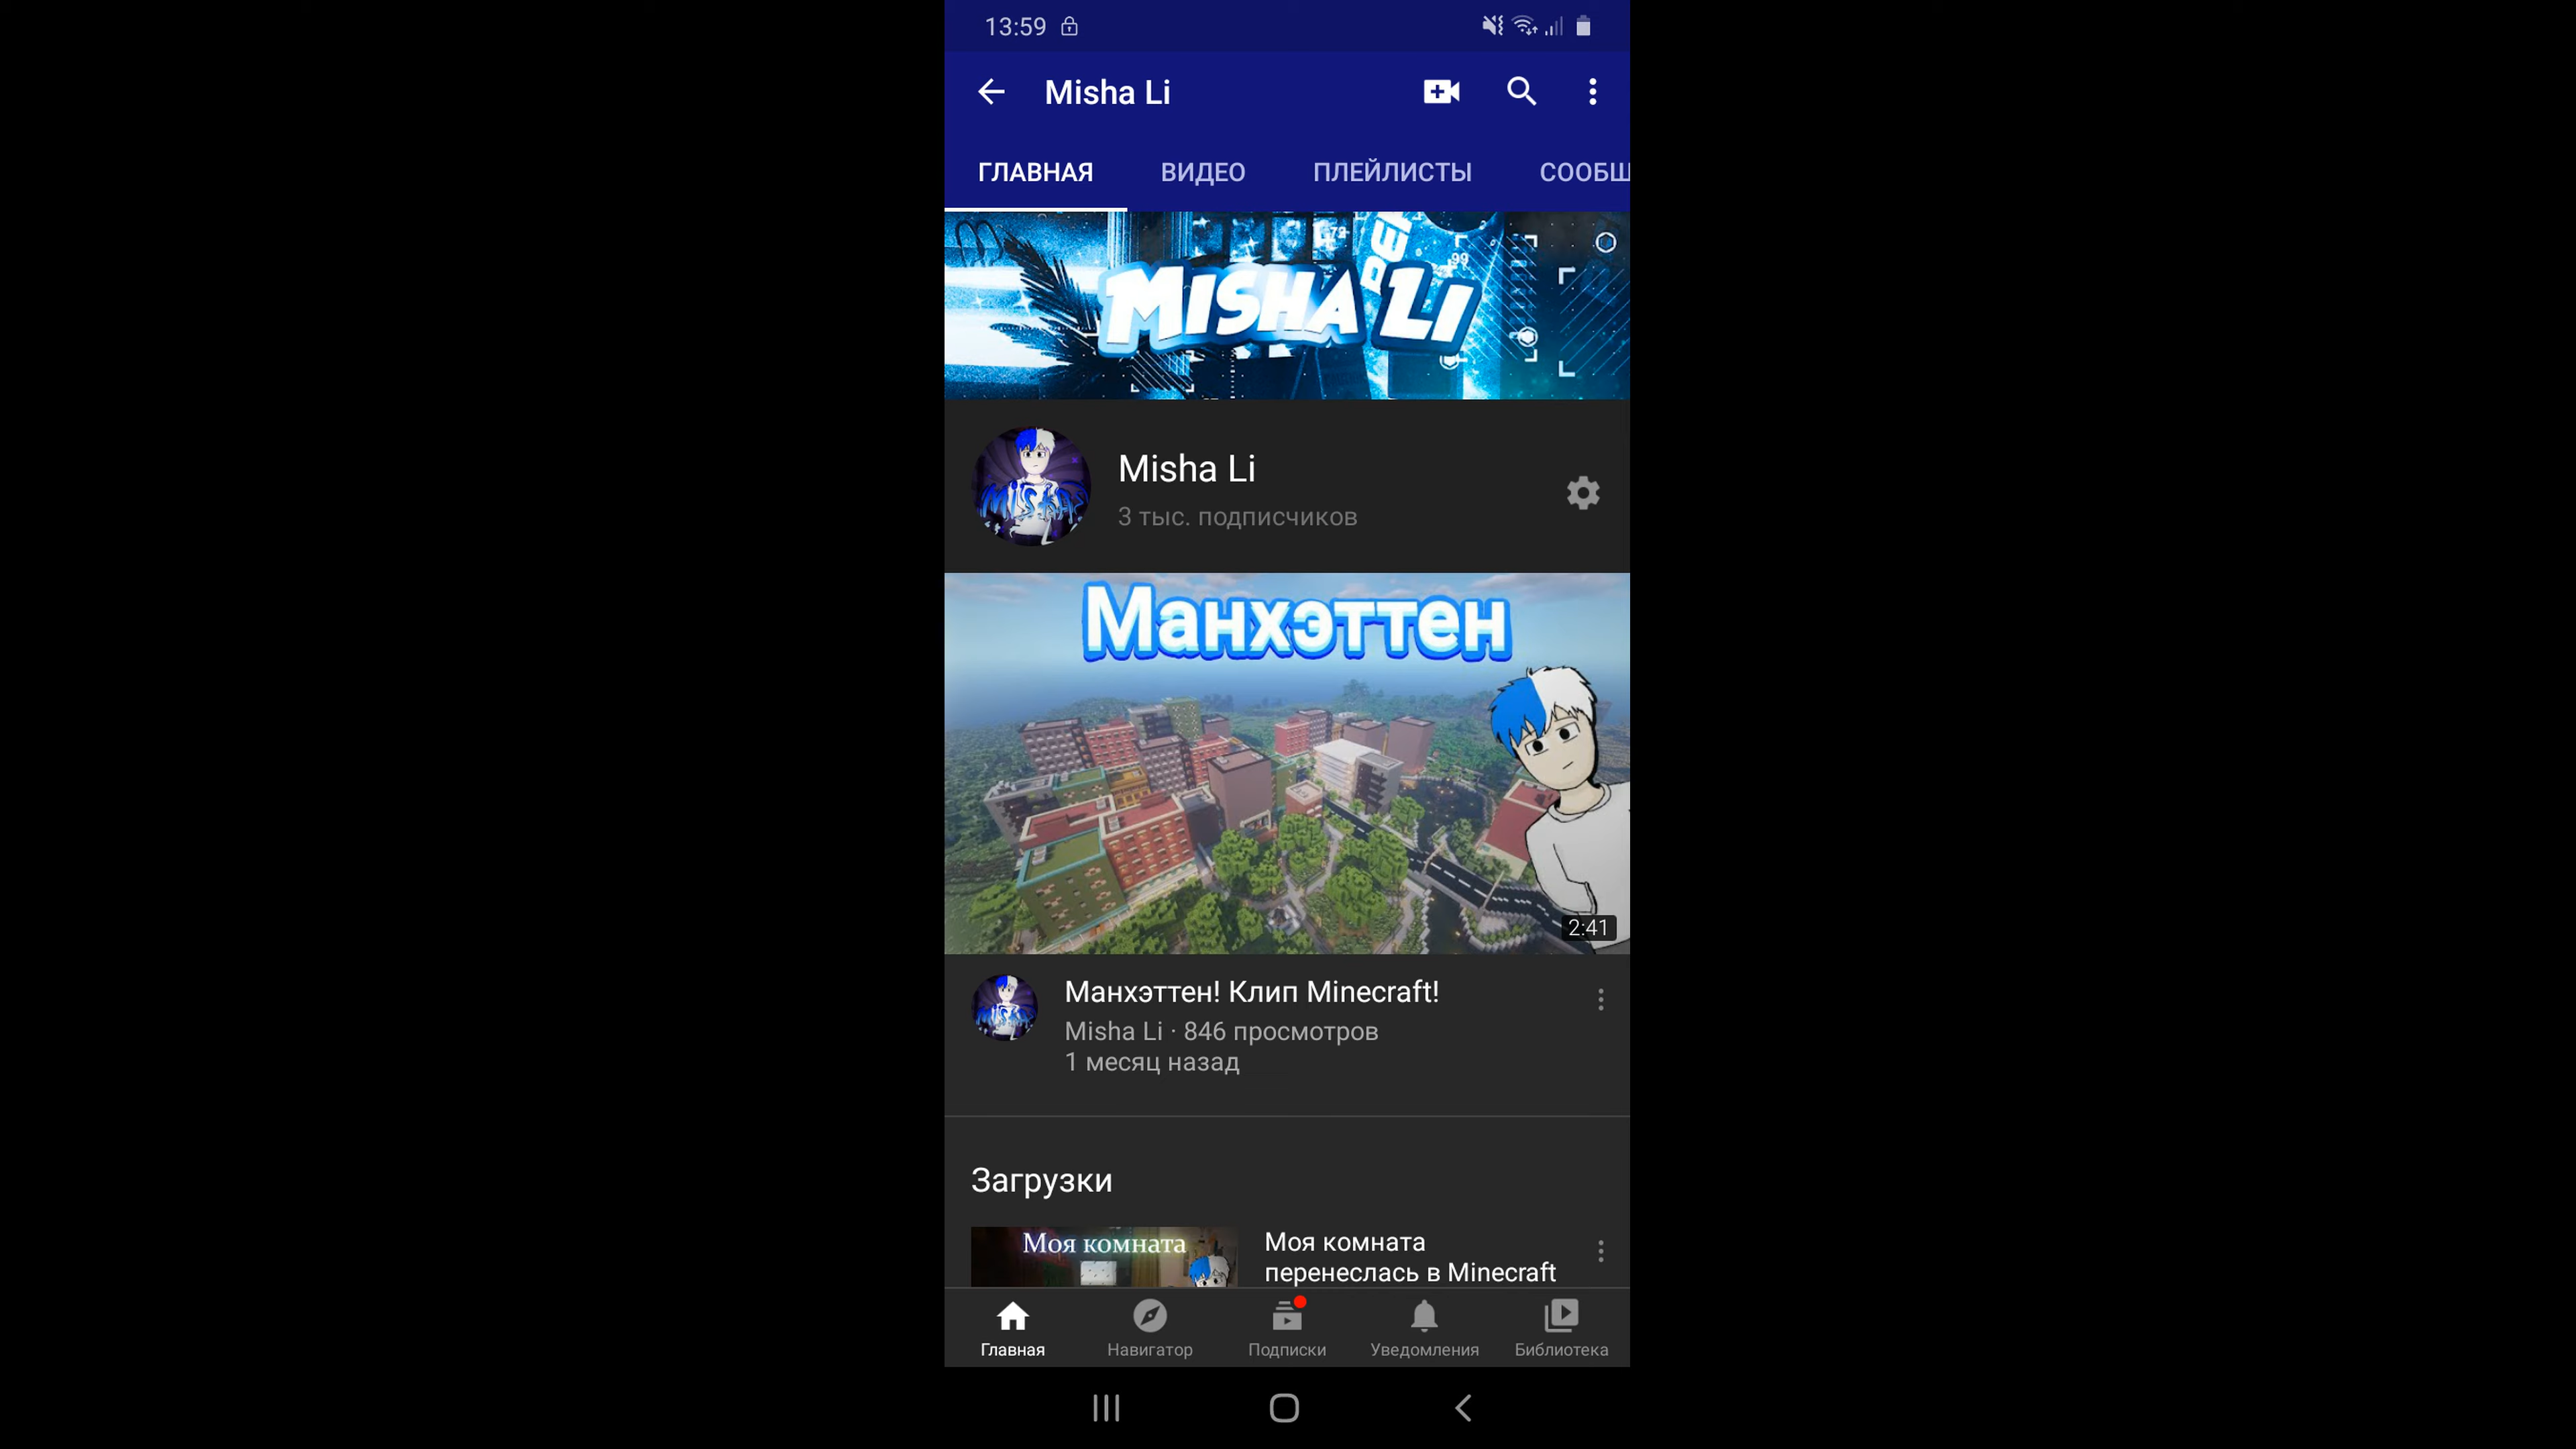 13:59
Misha Li
ГЛАВНАЯ ВИДЕО ПЛЕЙЛИСТЫ СООБЩ
72
99
MISHA LI
Misha Li
3 тыс. подписчиков
Манхэттен
2:41
Манхэттен! Клип Minecraft!
Misha Li · 846 просмотров
1 месяц назад
Загрузки
Моя комната
Моя комната
перенеслась в Minecraft
Главная Навигатор Подписки Уведомления Библиотека